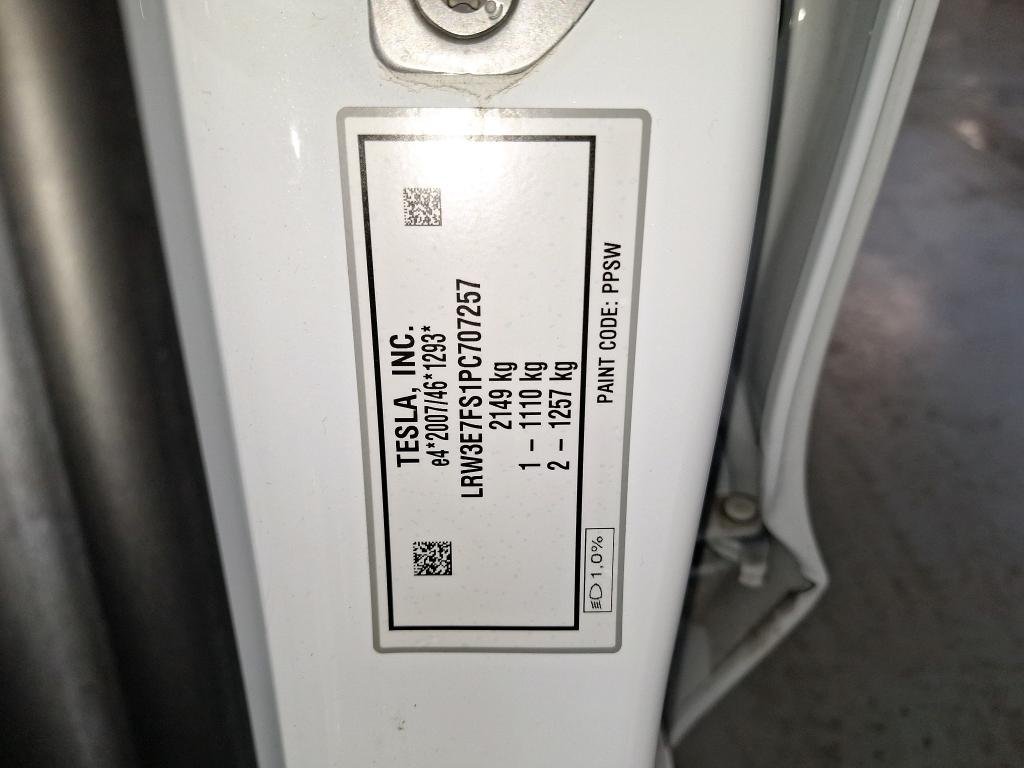 TESLA, INC.
e4*2007/46*1293*
LRW3E7FS1PC707257
2149 kg
1 - 1110 kg
2 - 1257 kg
1,0%
PAINT CODE: PPSW